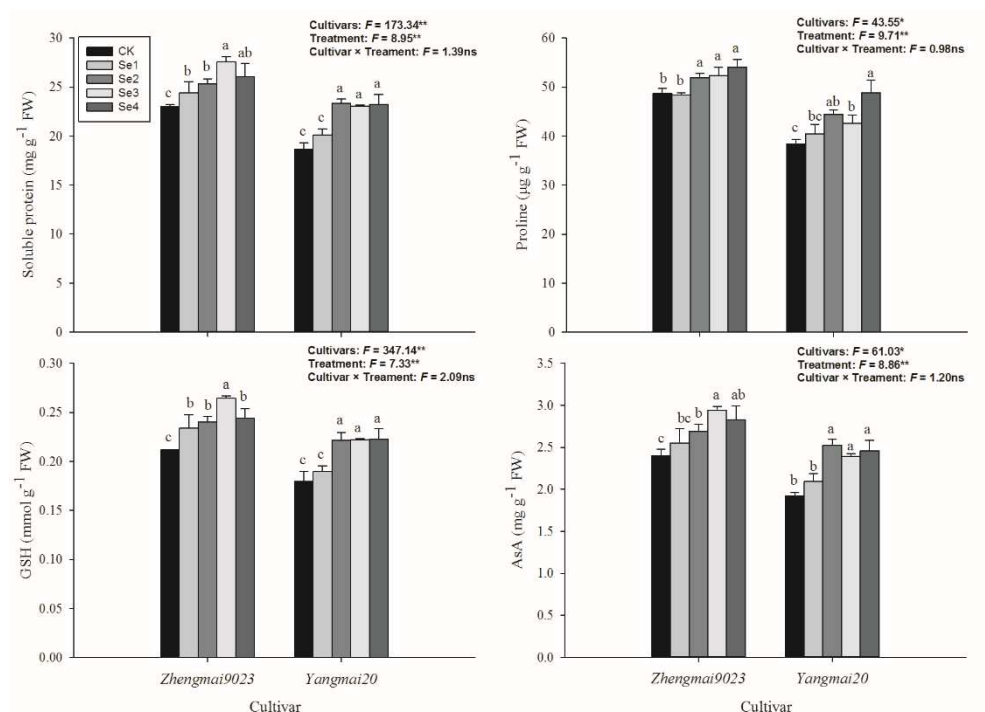 Cultivars: F = 173.34**
Treatment: F = 8.95**
Cultivar × Treament: F = 1.39ns
CK
Se1
Se2
Se3
Se4
30
25
20
15
10
5
0
Soluble protein (mg g-1 FW)
c
b
b
a
ab
c
c
a
a
a
Cultivars: F = 43.55*
Treatment: F = 9.71**
Cultivar × Treament: F = 0.98ns
60
50
40
30
20
10
0
Proline (µg g-1 FW)
b
b
a
a
a
c
bc
ab
b
a
Cultivars: F = 347.14**
Treatment: F = 7.33**
Cultivar × Treament: F = 2.09ns
0.30
0.25
0.20
0.15
0.10
0.05
0.00
GSH (mmol g-1 FW)
c
b
b
a
b
c
c
a
a
a
Zhengmai9023 Yangmai20
Cultivar
Cultivars: F = 61.03*
Treatment: F = 8.86**
Cultivar × Treament: F = 1.20ns
3.5
3.0
2.5
2.0
1.5
1.0
0.5
0.0
AsA (mg g-1 FW)
c
bc
b
a
ab
b
b
a
a
a
Zhengmai9023 Yangmai20
Cultivar